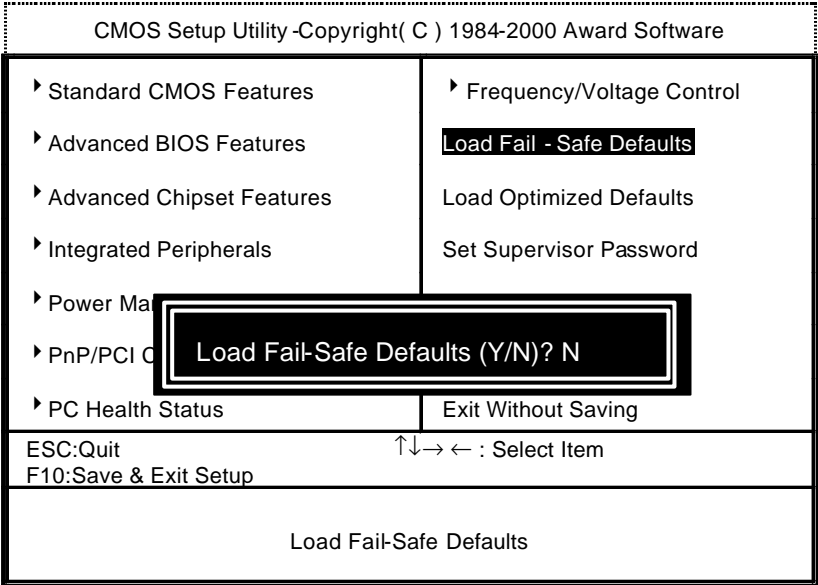 CMOS Setup Utility -Copyright( C ) 1984-2000 Award Software
Standard CMOS Features
Advanced BIOS Features
Advanced Chipset Features
Integrated Peripherals
Power Ma
PnP/PCI C
PC Health Status
Frequency/Voltage Control
Load Fail - Safe Defaults
Load Optimized Defaults
Set Supervisor Password
Exit Without Saving
Load Fail-Safe Defaults (Y/N)? N
ESC:Quit ↑↓→ ← : Select Item
F10:Save & Exit Setup
Load Fail-Safe Defaults